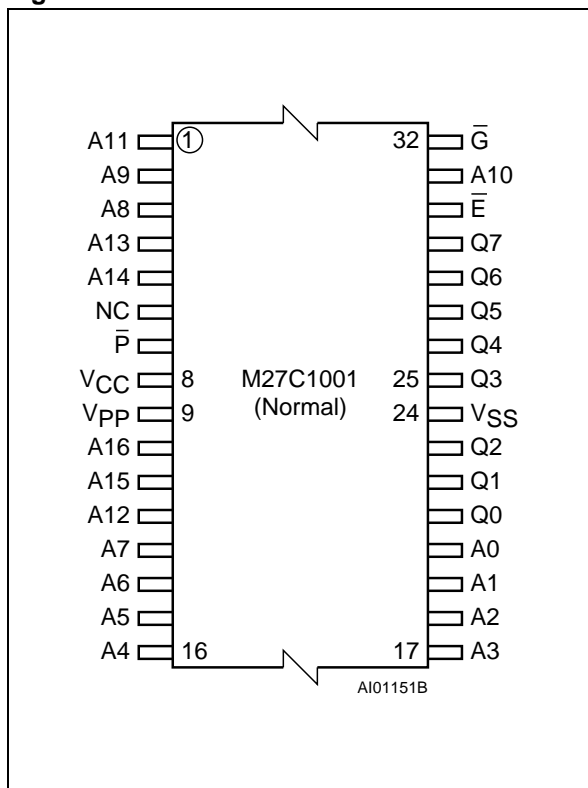 A11 1 32 G̅
A9 A10
A8 E̅
A13 Q7
A14 Q6
NC Q5
P̅ Q4
VCC 8 M27C1001 25 Q3
VPP 9 (Normal) 24 VSS
A16 Q2
A15 Q1
A12 Q0
A7 A0
A6 A1
A5 A2
A4 16 17 A3
AI01151B